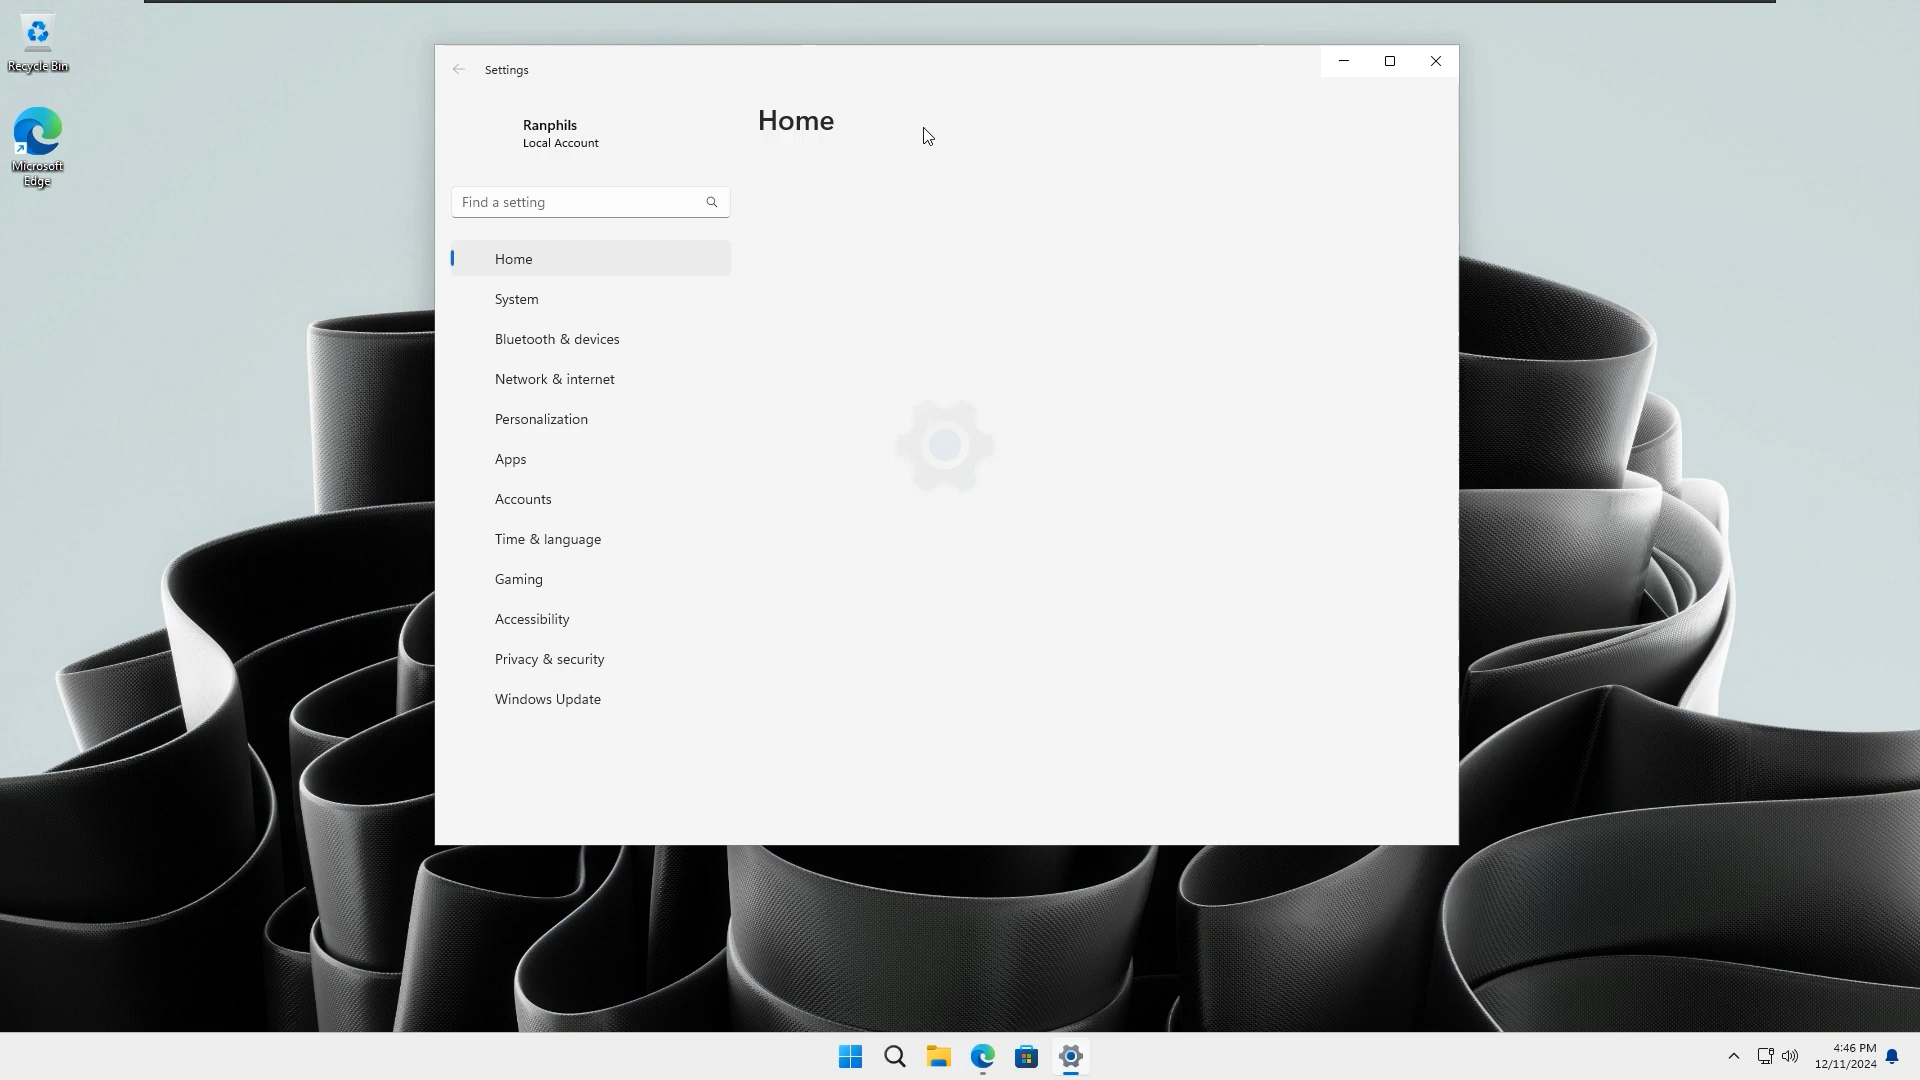 Recycle Bin
Microsoft
Edge
Settings
Ranphils
Local Account
Find a setting
Home
System
Bluetooth & devices
Network & internet
Personalization
Apps
Accounts
Time & language
Gaming
Accessibility
Privacy & security
Windows Update
Home
4:46 PM
12/11/2024